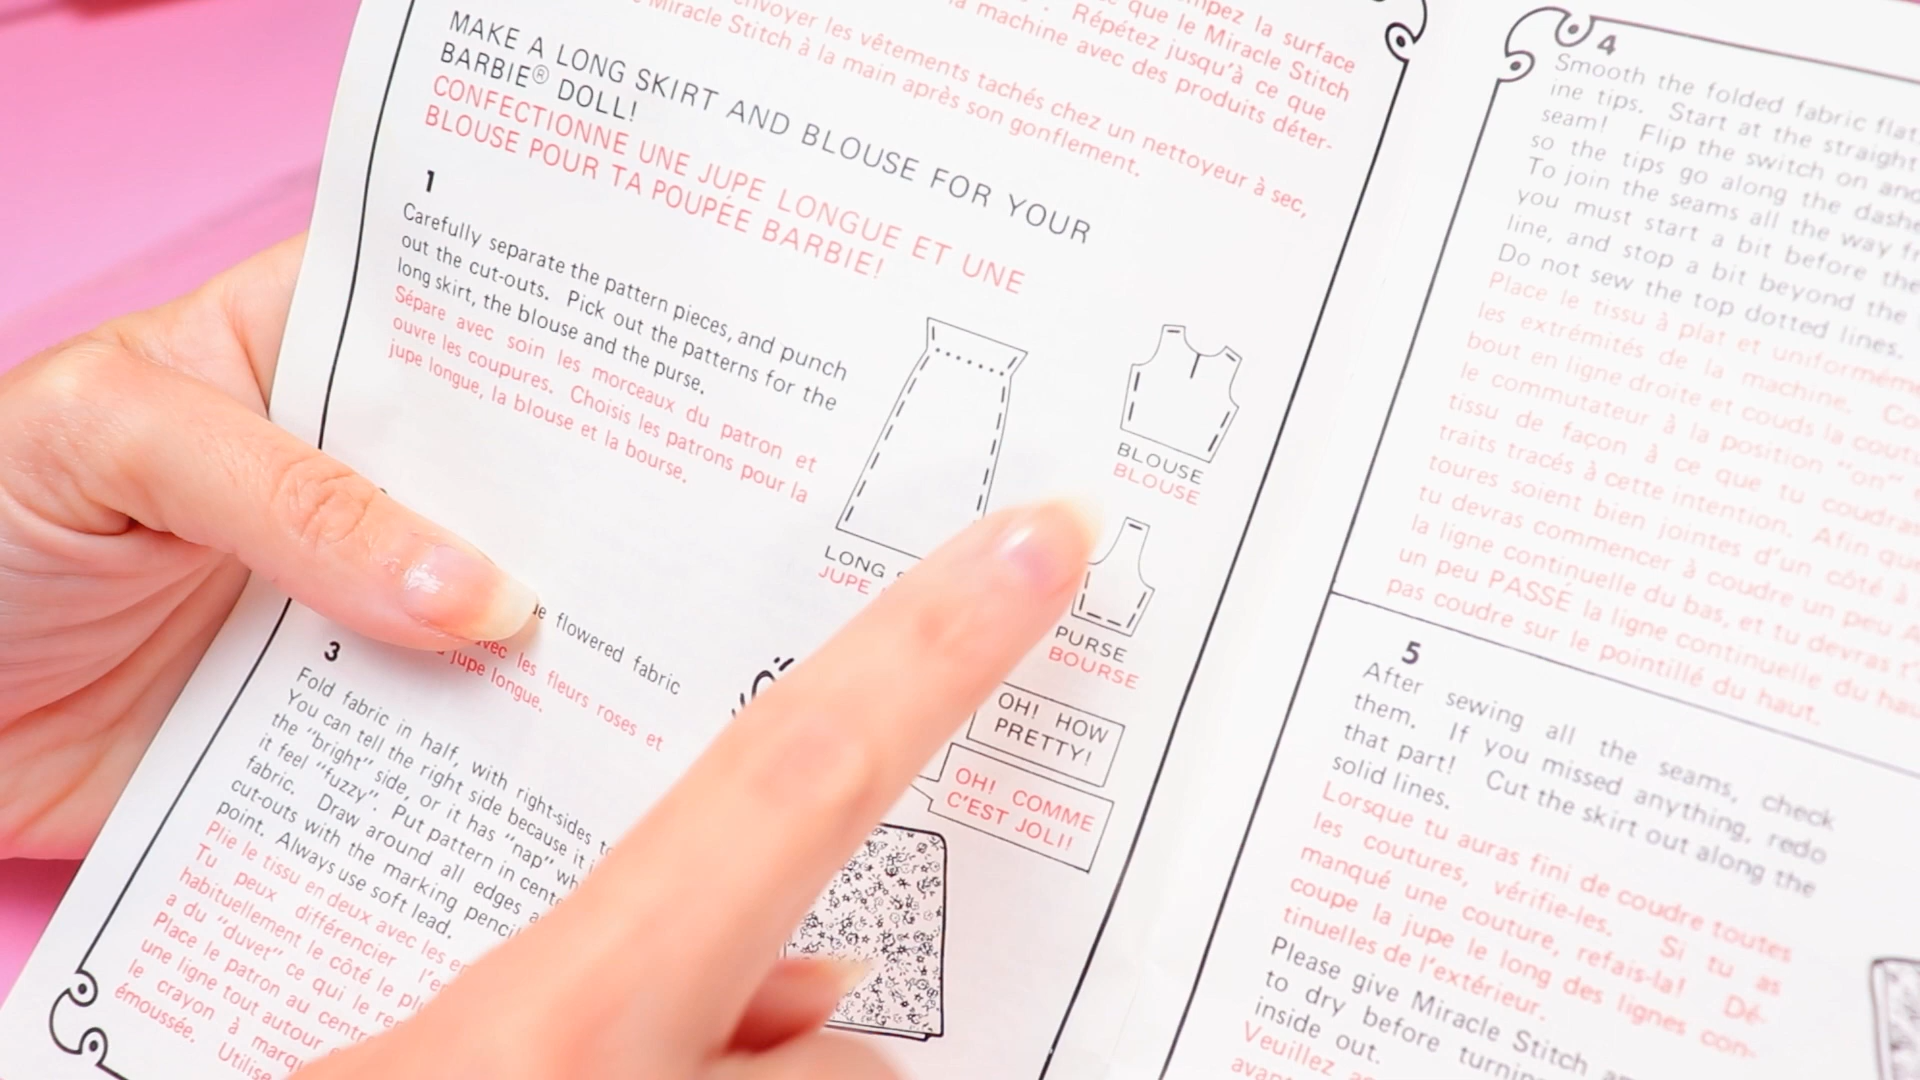 mpez la surface
ce que le Miracle Stitch
. Répétez jusqu'à ce que
la machine avec des produits déter-
envoyer les vêtements tachés chez un nettoyeur à sec,
Miracle Stitch à la main après son gonflement.
MAKE A LONG SKIRT AND BLOUSE FOR YOUR
BARBIE® DOLL!
CONFECTIONNE UNE JUPE LONGUE ET UNE
BLOUSE POUR TA POUPÉE BARBIE!
1
Carefully separate the pattern pieces, and punch
out the cut-outs. Pick out the patterns for the
long skirt, the blouse and the purse.
Sépare avec soin les morceaux du patron et
ouvre les coupures. Choisis les patrons pour la
jupe longue, la blouse et la bourse.
LONG
JUPE
BLOUSE
BLOUSE
PURSE
BOURSE
flowered fabric
avec les fleurs roses et
jupe longue.
OH! HOW
PRETTY!
OH! COMME
C'EST JOLI!
3
Fold fabric in half, with right-sides
You can tell the right side because it
the "bright" side, or it has "nap"
it feel "fuzzy". Put pattern in
fabric. Draw around all edges
cut-outs with the marking pencil
point. Always use soft lead.
Plie le tissu en deux avec les
Tu peux différencier
habituellement le côté le
a du "duvet" ce qui le
Place le patron au centre
une ligne tout autour
le crayon à
émoussée. Utilise
4
Smooth the folded fabric flat
ine tips. Start at the straight
seam! Flip the switch on and
so the tips go along the dashe
To join the seams all the way
you must start a bit before the
line, and stop a bit beyond the
Do not sew the top dotted lines.
Place le tissu à plat et uniformém
les extrémités de la machine.
bout en ligne droite et couds la coutu
le commutateur à la position "on"
tissu de façon à ce que tu coudras
traits tracés à cette intention. Afin que
toures soient bien jointes d'un côté à
tu devras commencer à coudre un peu
la ligne continuelle du bas, et tu devras
un peu PASSÉ la ligne continuelle du hau
pas coudre sur le pointillé du haut.
5
After sewing all the seams, check
them. If you missed anything, redo
that part! Cut the skirt out along the
solid lines.
Lorsque tu auras fini de coudre toutes
les coutures, vérifie-les. Si tu as
manqué une couture, refais-la! Dé-
coupe la jupe le long des lignes con-
tinuelles de l'extérieur.
Please give Miracle Stitch
to dry before turning
inside out.
Veuillez